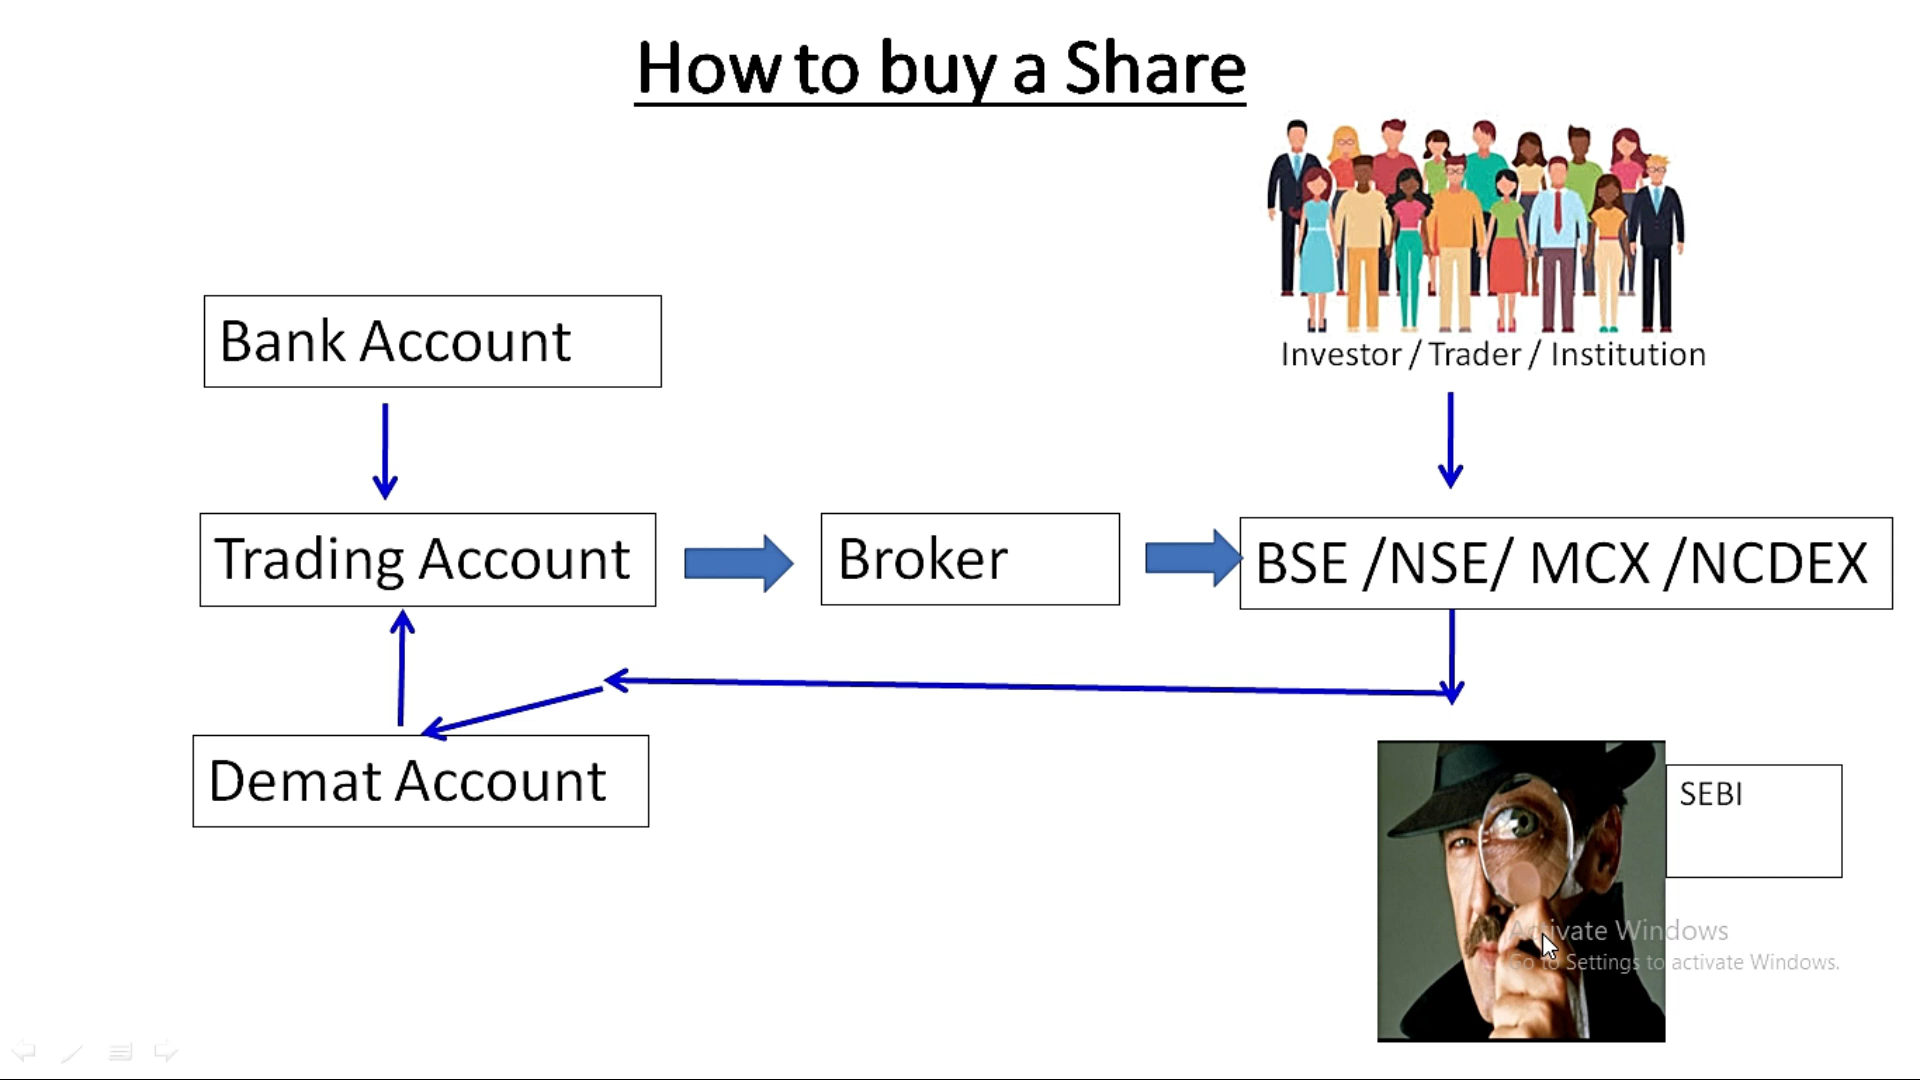 How to buy a Share
Investor / Trader / Institution
Bank Account
Trading Account
Broker
BSE /NSE/ MCX /NCDEX
Demat Account
SEBI
Activate Windows
Go to Settings to activate Windows.